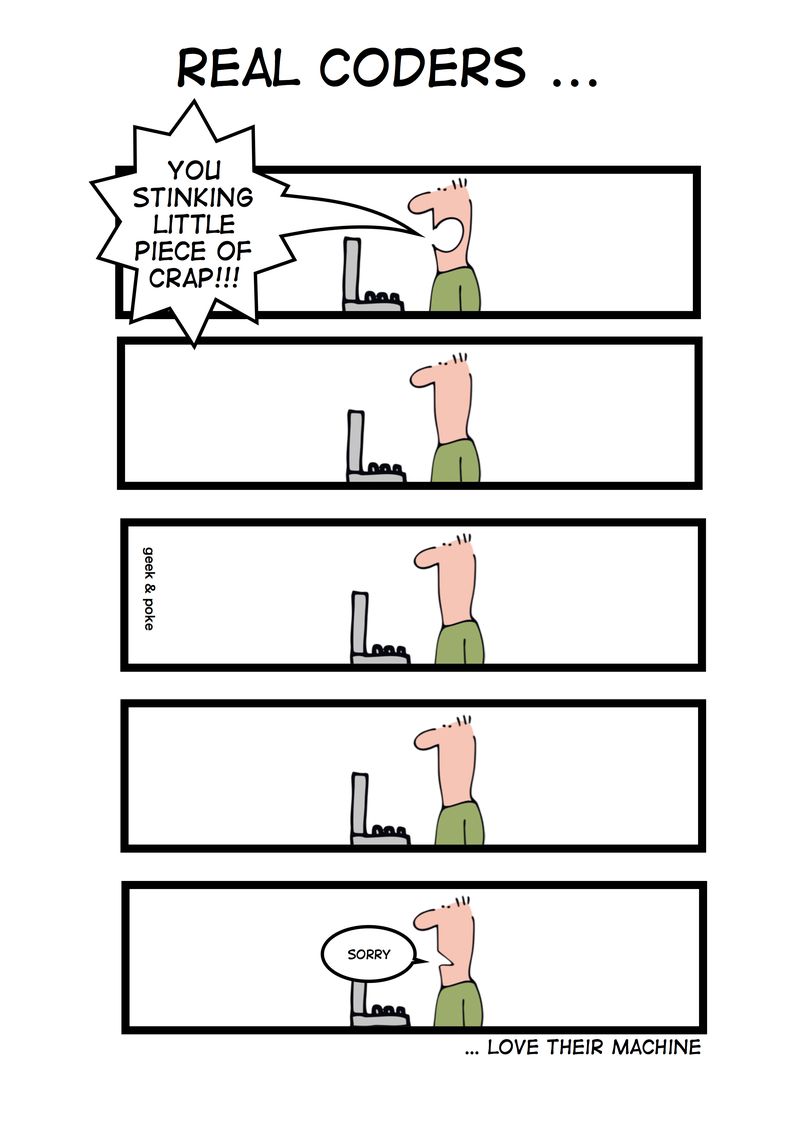 REAL CODERS ...
YOU
STINKING
LITTLE
PIECE OF
CRAP!!!
geek & poke
SORRY
... LOVE THEIR MACHINE